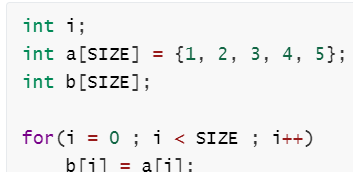 int i;
int a[SIZE] = {1, 2, 3, 4, 5};
int b[SIZE];
for(i = 0 ; i < SIZE ; i++)
b[i] = a[i];